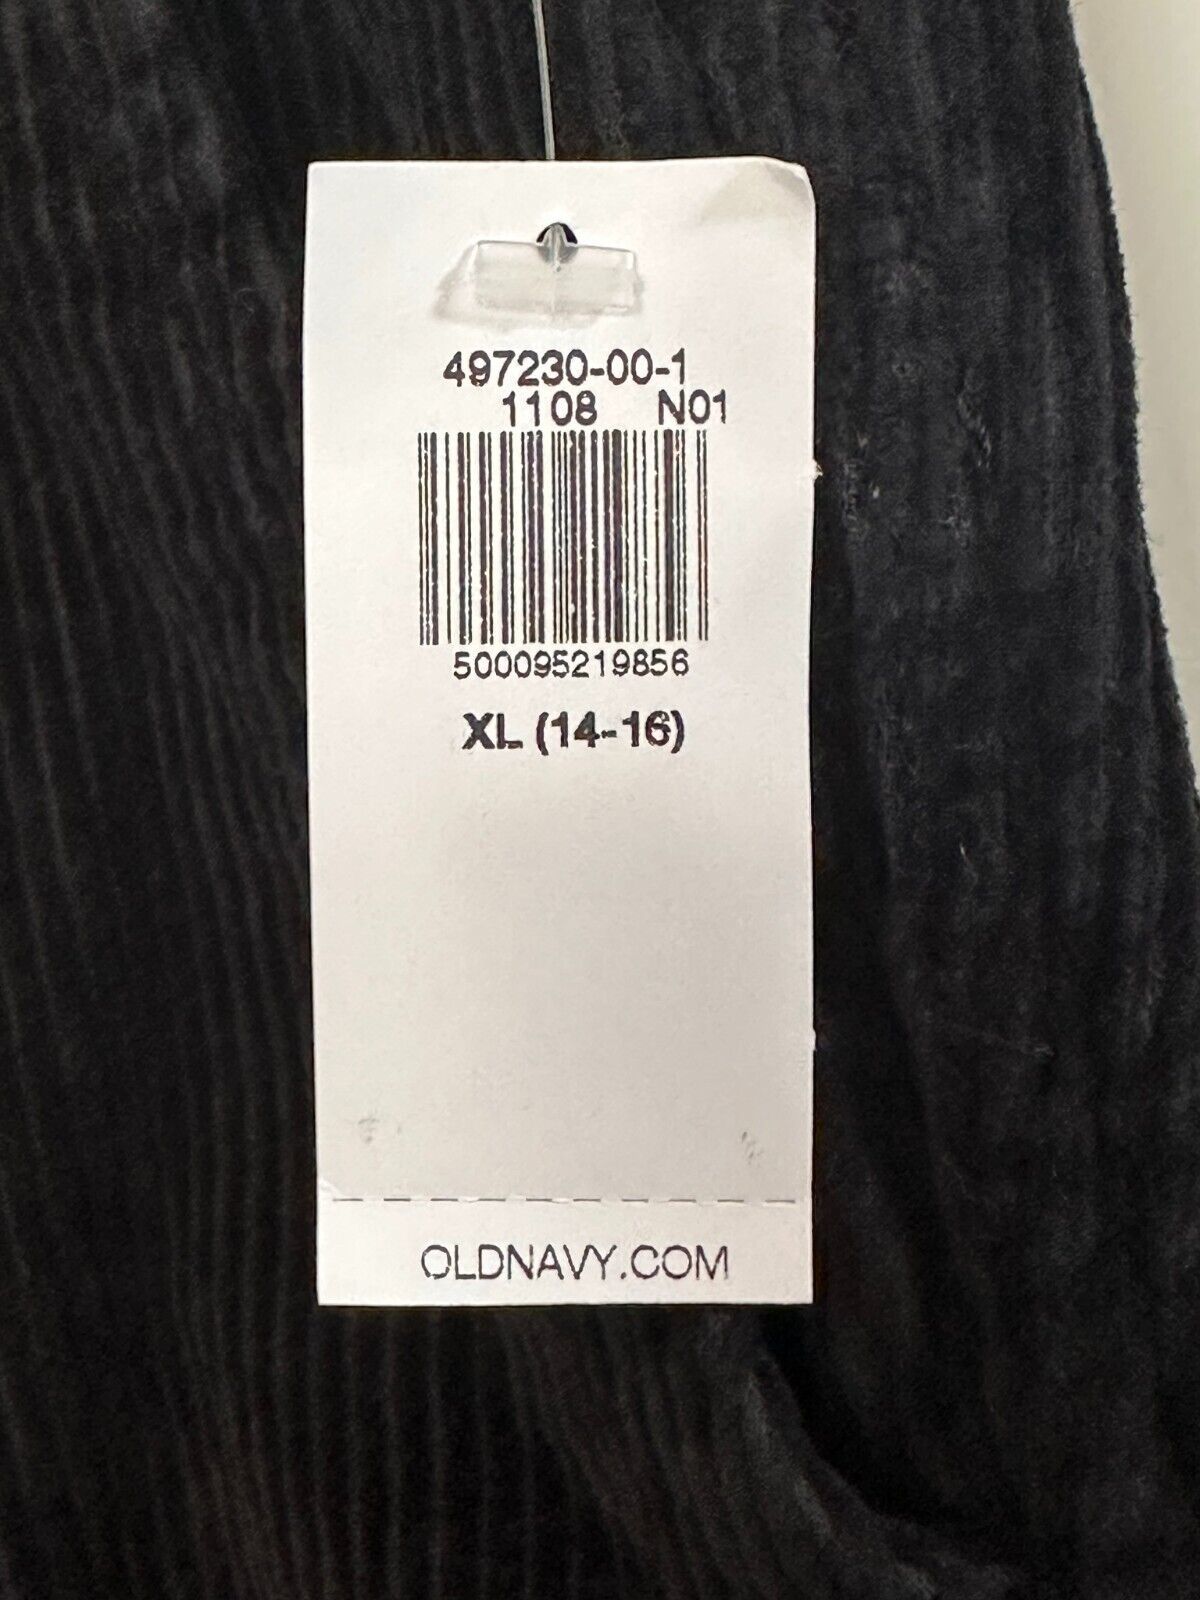 497230-00-1
1108 N01
500095219856
XL (14-16)
OLDNAVY.COM